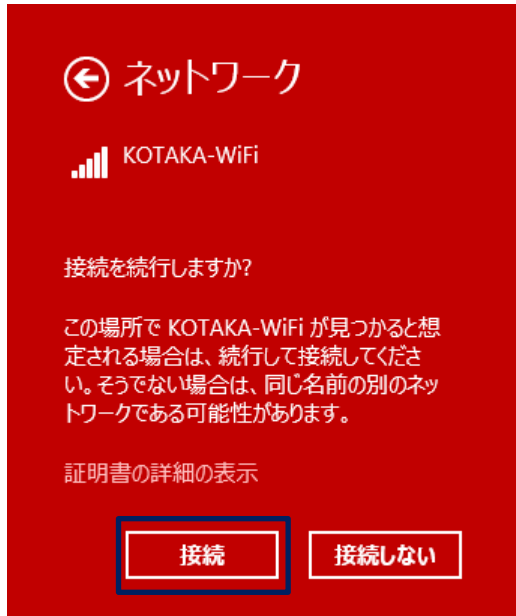 ネットワーク
KOTAKA-WiFi
接続を続行しますか?
この場所で KOTAKA-WiFi が見つかると想
定される場合は、続行して接続してくださ
い。そうでない場合は、同じ名前の別のネッ
トワークである可能性があります。
証明書の詳細の表示
接続
接続しない